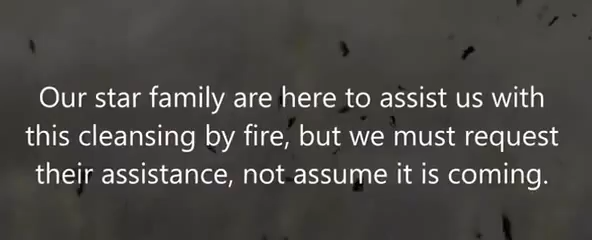 Our star family are here to assist us with
this cleansing by fire, but we must request
their assistance, not assume it is coming.